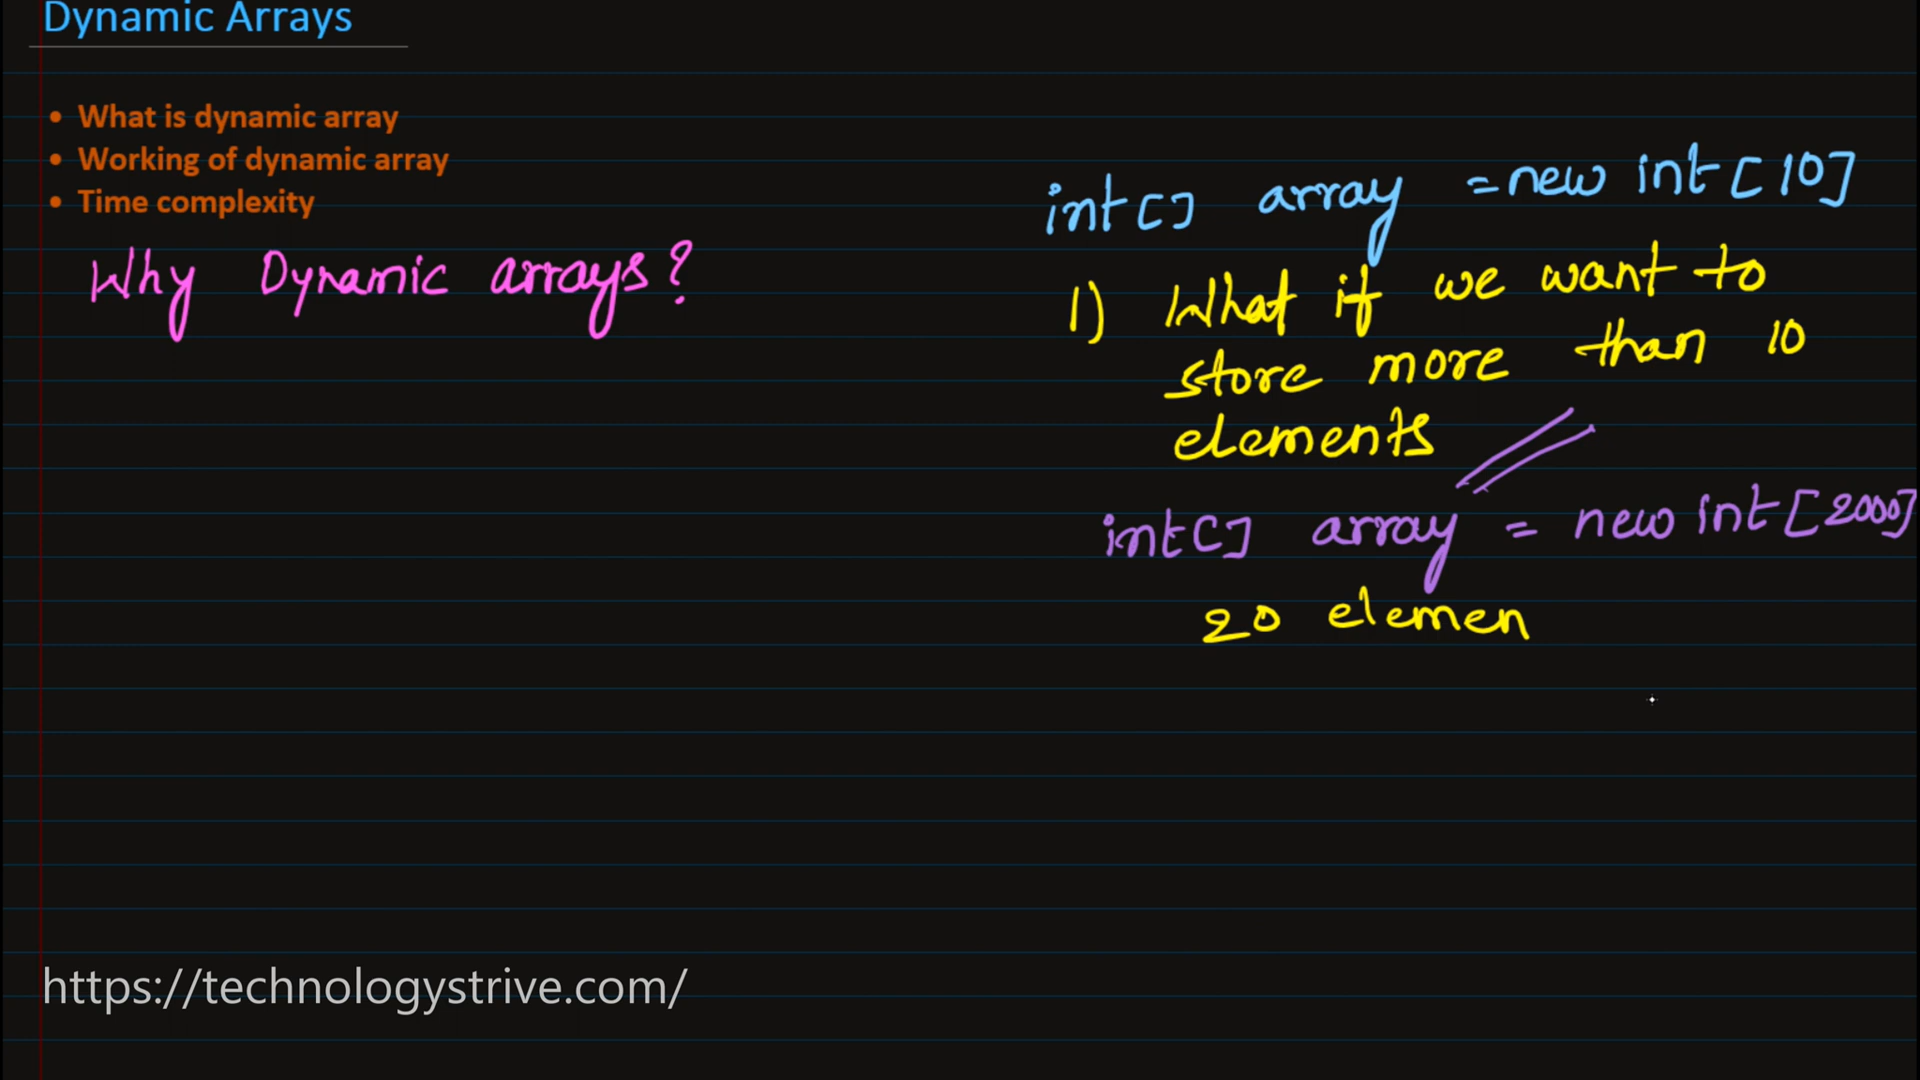 Dynamic Arrays
• What is dynamic array
• Working of dynamic array
• Time complexity
Why Dynamic arrays?
int[] array = new int[10]
1) What if we want to
store more than 10
elements
int[] array = new int[2000]
20 elemen
https://technologystrive.com/